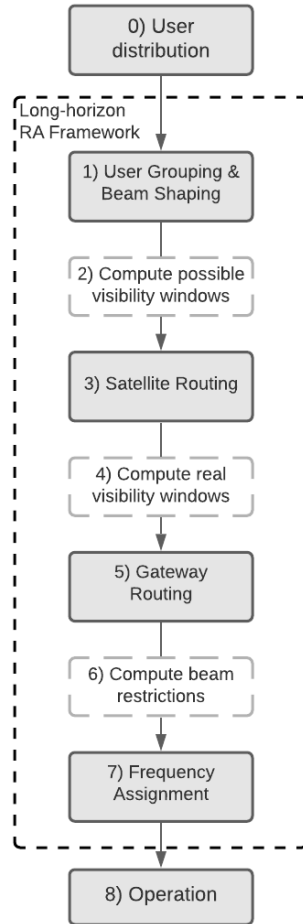 0) User
distribution
Long-horizon
RA Framework
1) User Grouping &
Beam Shaping
2) Compute possible
visibility windows
3) Satellite Routing
4) Compute real
visibility windows
5) Gateway
Routing
6) Compute beam
restrictions
7) Frequency
Assignment
8) Operation